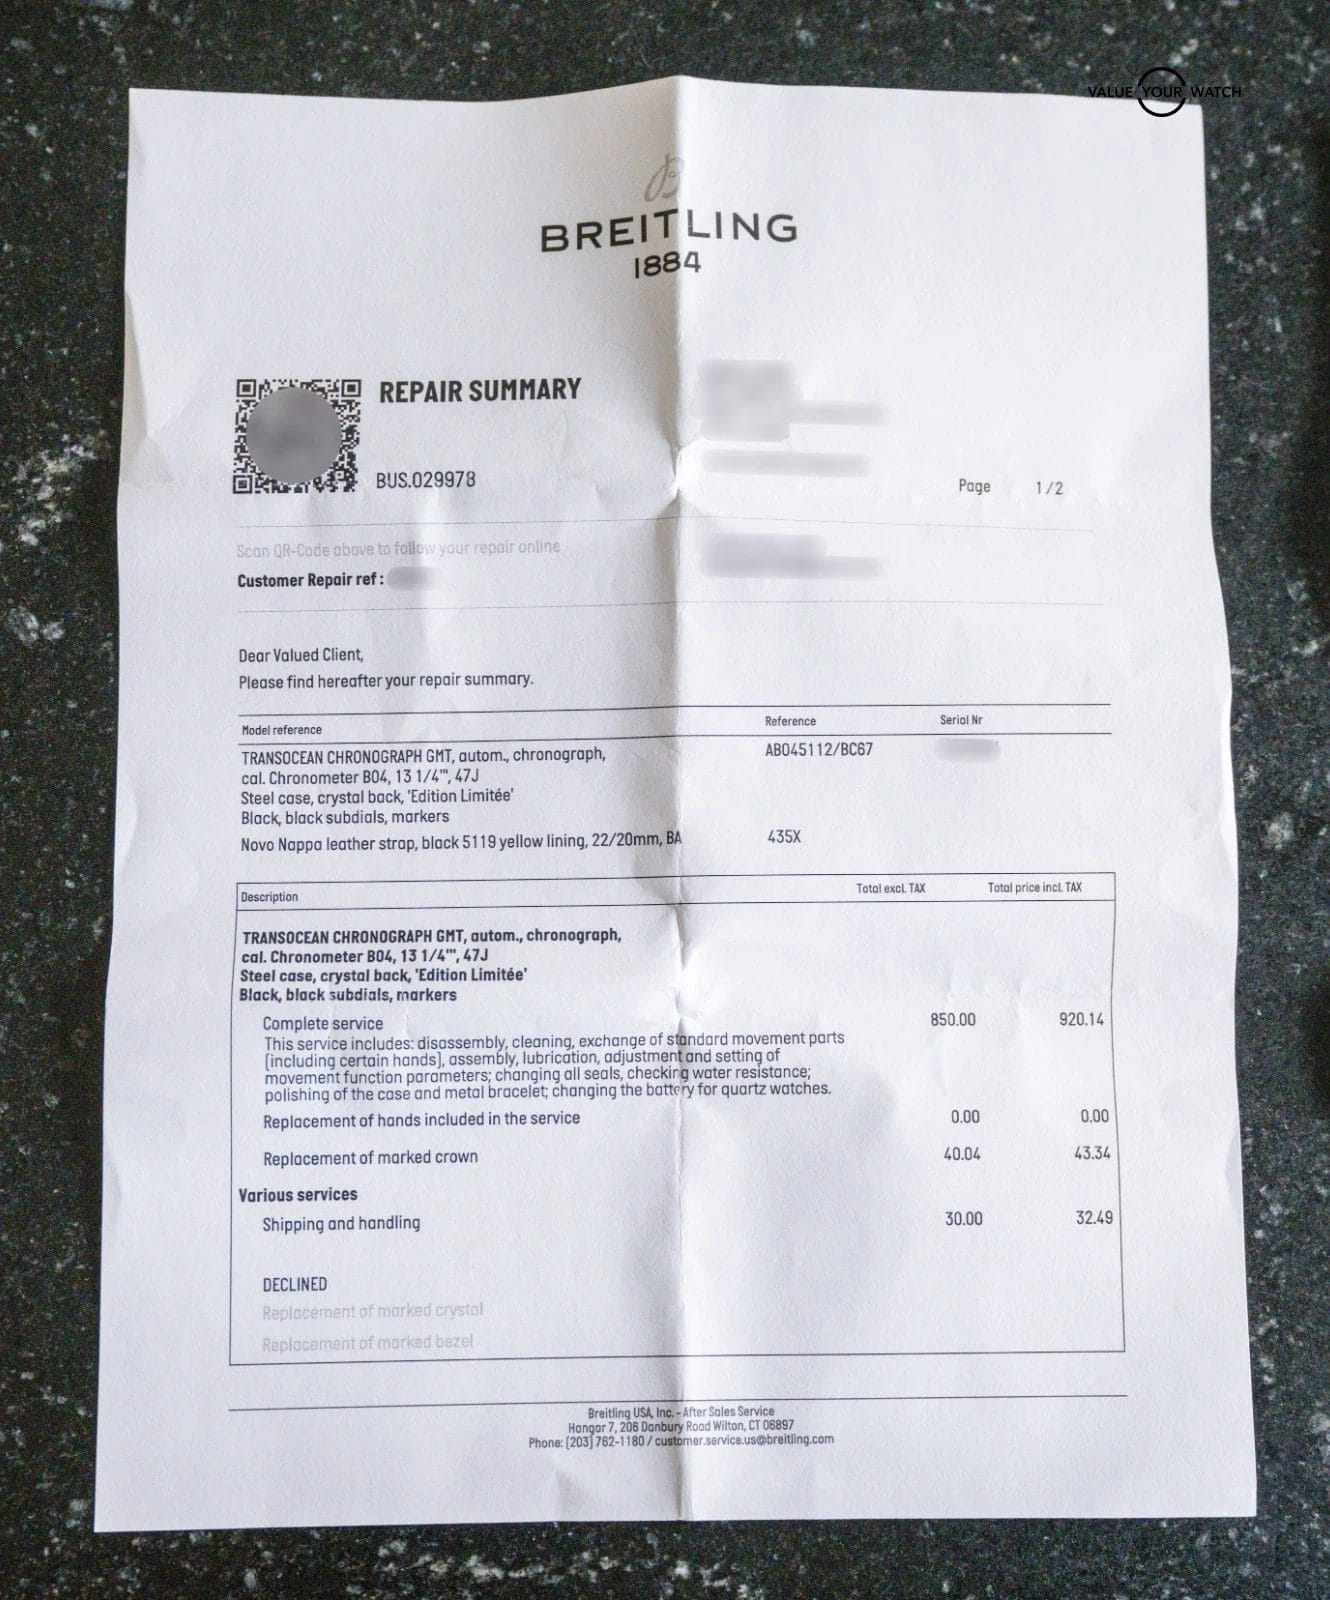 VALUE YOUR WATCH
B
BREITLING
1884
REPAIR SUMMARY
BUS.029978
Page 1/2
Scan QR-Code above to follow your repair online
Customer Repair ref :
Dear Valued Client,
Please find hereafter your repair summary.
Model reference Reference Serial Nr
TRANSOCEAN CHRONOGRAPH GMT, autom., chronograph, AB045112/BC67
cal. Chronometer B04, 13 1/4''', 47J
Steel case, crystal back, 'Edition Limitée'
Black, black subdials, markers
Novo Nappa leather strap, black 5119 yellow lining, 22/20mm, BA 435X
Description Total excl. TAX Total price incl. TAX
TRANSOCEAN CHRONOGRAPH GMT, autom., chronograph,
cal. Chronometer B04, 13 1/4''', 47J
Steel case, crystal back, 'Edition Limitée'
Black, black subdials, markers
Complete service 850.00 920.14
This service includes: disassembly, cleaning, exchange of standard movement parts
(including certain hands), assembly, lubrication, adjustment and setting of
movement function parameters; changing all seals, checking water resistance;
polishing of the case and metal bracelet; changing the battery for quartz watches.
Replacement of hands included in the service 0.00 0.00
Replacement of marked crown 40.04 43.34
Various services
Shipping and handling 30.00 32.49
DECLINED
Replacement of marked crystal
Replacement of marked bezel
Breitling USA, Inc. - After Sales Service
Hangar 7, 206 Danbury Road Wilton, CT 06897
Phone: (203) 762-1180 / customer.service.us@breitling.com